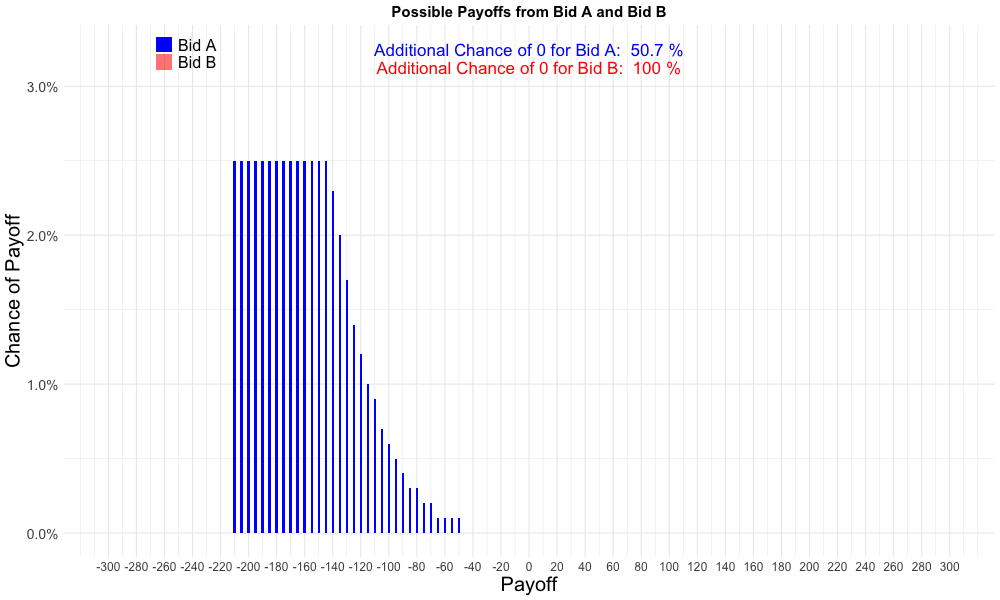 Possible Payoffs from Bid A and Bid B
Bid A
Bid B
Additional Chance of 0 for Bid A: 50.7 %
Additional Chance of 0 for Bid B: 100 %
Chance of Payoff
3.0%
2.0%
1.0%
0.0%
-300 -280 -260 -240 -220 -200 -180 -160 -140 -120 -100 -80 -60 -40 -20 0 20 40 60 80 100 120 140 160 180 200 220 240 260 280 300
Payoff